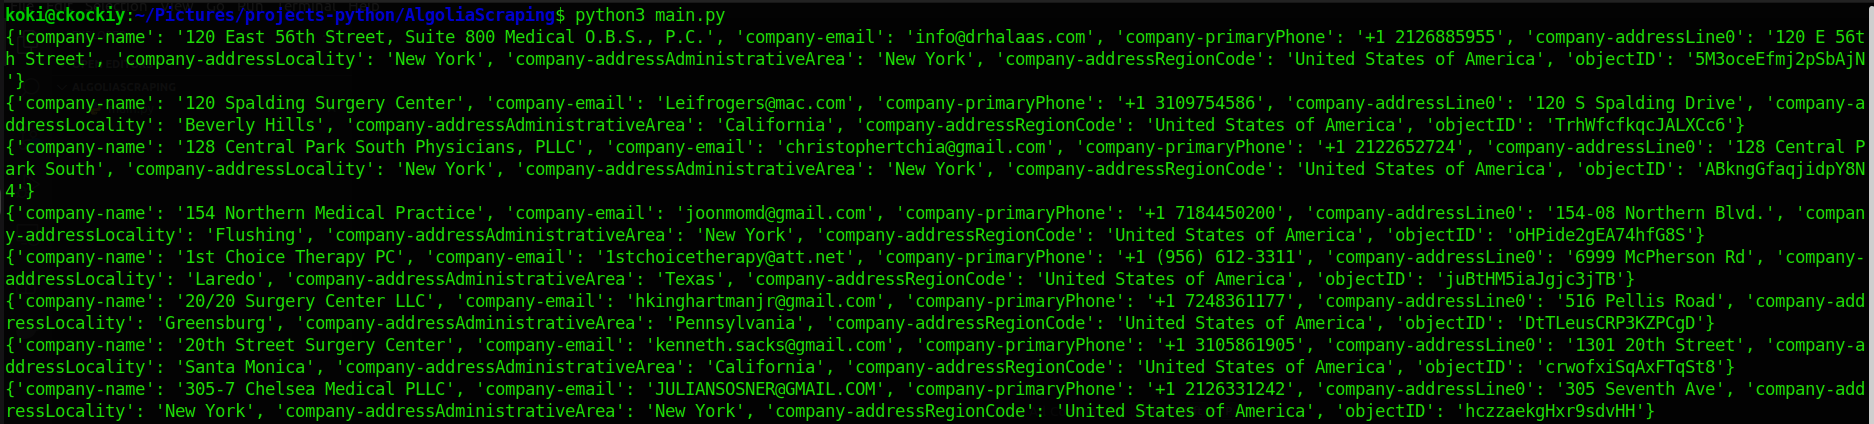 koki@ckockiy:~/Pictures/projects-python/AlgoliaScraping$ python3 main.py
{'company-name': '120 East 56th Street, Suite 800 Medical O.B.S., P.C.', 'company-email': 'info@drhalaas.com', 'company-primaryPhone': '+1 2126885955', 'company-addressLine0': '120 E 56t
h Street', 'company-addressLocality': 'New York', 'company-addressAdministrativeArea': 'New York', 'company-addressRegionCode': 'United States of America', 'objectID': '5M3oceEfmj2pSbAjN
'}
{'company-name': '120 Spalding Surgery Center', 'company-email': 'Leifrogers@mac.com', 'company-primaryPhone': '+1 3109754586', 'company-addressLine0': '120 S Spalding Drive', 'company-a
ddressLocality': 'Beverly Hills', 'company-addressAdministrativeArea': 'California', 'company-addressRegionCode': 'United States of America', 'objectID': 'TrhWfcfkqcJALXCc6'}
{'company-name': '128 Central Park South Physicians, PLLC', 'company-email': 'christophertchia@gmail.com', 'company-primaryPhone': '+1 2122652724', 'company-addressLine0': '128 Central P
ark South', 'company-addressLocality': 'New York', 'company-addressAdministrativeArea': 'New York', 'company-addressRegionCode': 'United States of America', 'objectID': 'ABkngGfaqjidpY8N
4'}
{'company-name': '154 Northern Medical Practice', 'company-email': 'joonmomd@gmail.com', 'company-primaryPhone': '+1 7184450200', 'company-addressLine0': '154-08 Northern Blvd.', 'compan
y-addressLocality': 'Flushing', 'company-addressAdministrativeArea': 'New York', 'company-addressRegionCode': 'United States of America', 'objectID': 'oHPide2gEA74hfG8S'}
{'company-name': '1st Choice Therapy PC', 'company-email': '1stchoicetherapy@att.net', 'company-primaryPhone': '+1 (956) 612-3311', 'company-addressLine0': '6999 McPherson Rd', 'company-
addressLocality': 'Laredo', 'company-addressAdministrativeArea': 'Texas', 'company-addressRegionCode': 'United States of America', 'objectID': 'juBtHM5iaJgjc3jTB'}
{'company-name': '20/20 Surgery Center LLC', 'company-email': 'hkinghartmanjr@gmail.com', 'company-primaryPhone': '+1 7248361177', 'company-addressLine0': '516 Pellis Road', 'company-add
ressLocality': 'Greensburg', 'company-addressAdministrativeArea': 'Pennsylvania', 'company-addressRegionCode': 'United States of America', 'objectID': 'DtTLeusCRP3KZPCgD'}
{'company-name': '20th Street Surgery Center', 'company-email': 'kenneth.sacks@gmail.com', 'company-primaryPhone': '+1 3105861905', 'company-addressLine0': '1301 20th Street', 'company-a
ddressLocality': 'Santa Monica', 'company-addressAdministrativeArea': 'California', 'company-addressRegionCode': 'United States of America', 'objectID': 'crwofxiSqAxFTqSt8'}
{'company-name': '305-7 Chelsea Medical PLLC', 'company-email': 'JULIANSOSNER@GMAIL.COM', 'company-primaryPhone': '+1 2126331242', 'company-addressLine0': '305 Seventh Ave', 'company-add
ressLocality': 'New York', 'company-addressAdministrativeArea': 'New York', 'company-addressRegionCode': 'United States of America', 'objectID': 'hczzaekgHxr9sdvHH'}